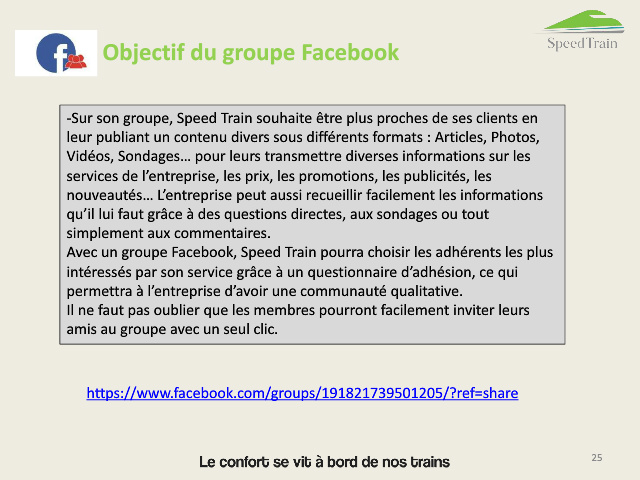 Objectif du groupe Facebook
SpeedTrain
-Sur son groupe, Speed Train souhaite être plus proches de ses clients en
leur publiant un contenu divers sous différents formats : Articles, Photos,
Vidéos, Sondages… pour leurs transmettre diverses informations sur les
services de l’entreprise, les prix, les promotions, les publicités, les
nouveautés… L’entreprise peut aussi recueillir facilement les informations
qu’il lui faut grâce à des questions directes, aux sondages ou tout
simplement aux commentaires.
Avec un groupe Facebook, Speed Train pourra choisir les adhérents les plus
intéressés par son service grâce à un questionnaire d’adhésion, ce qui
permettra à l’entreprise d’avoir une communauté qualitative.
Il ne faut pas oublier que les membres pourront facilement inviter leurs
amis au groupe avec un seul clic.
https://www.facebook.com/groups/191821739501205/?ref=share
Le confort se vit à bord de nos trains
25